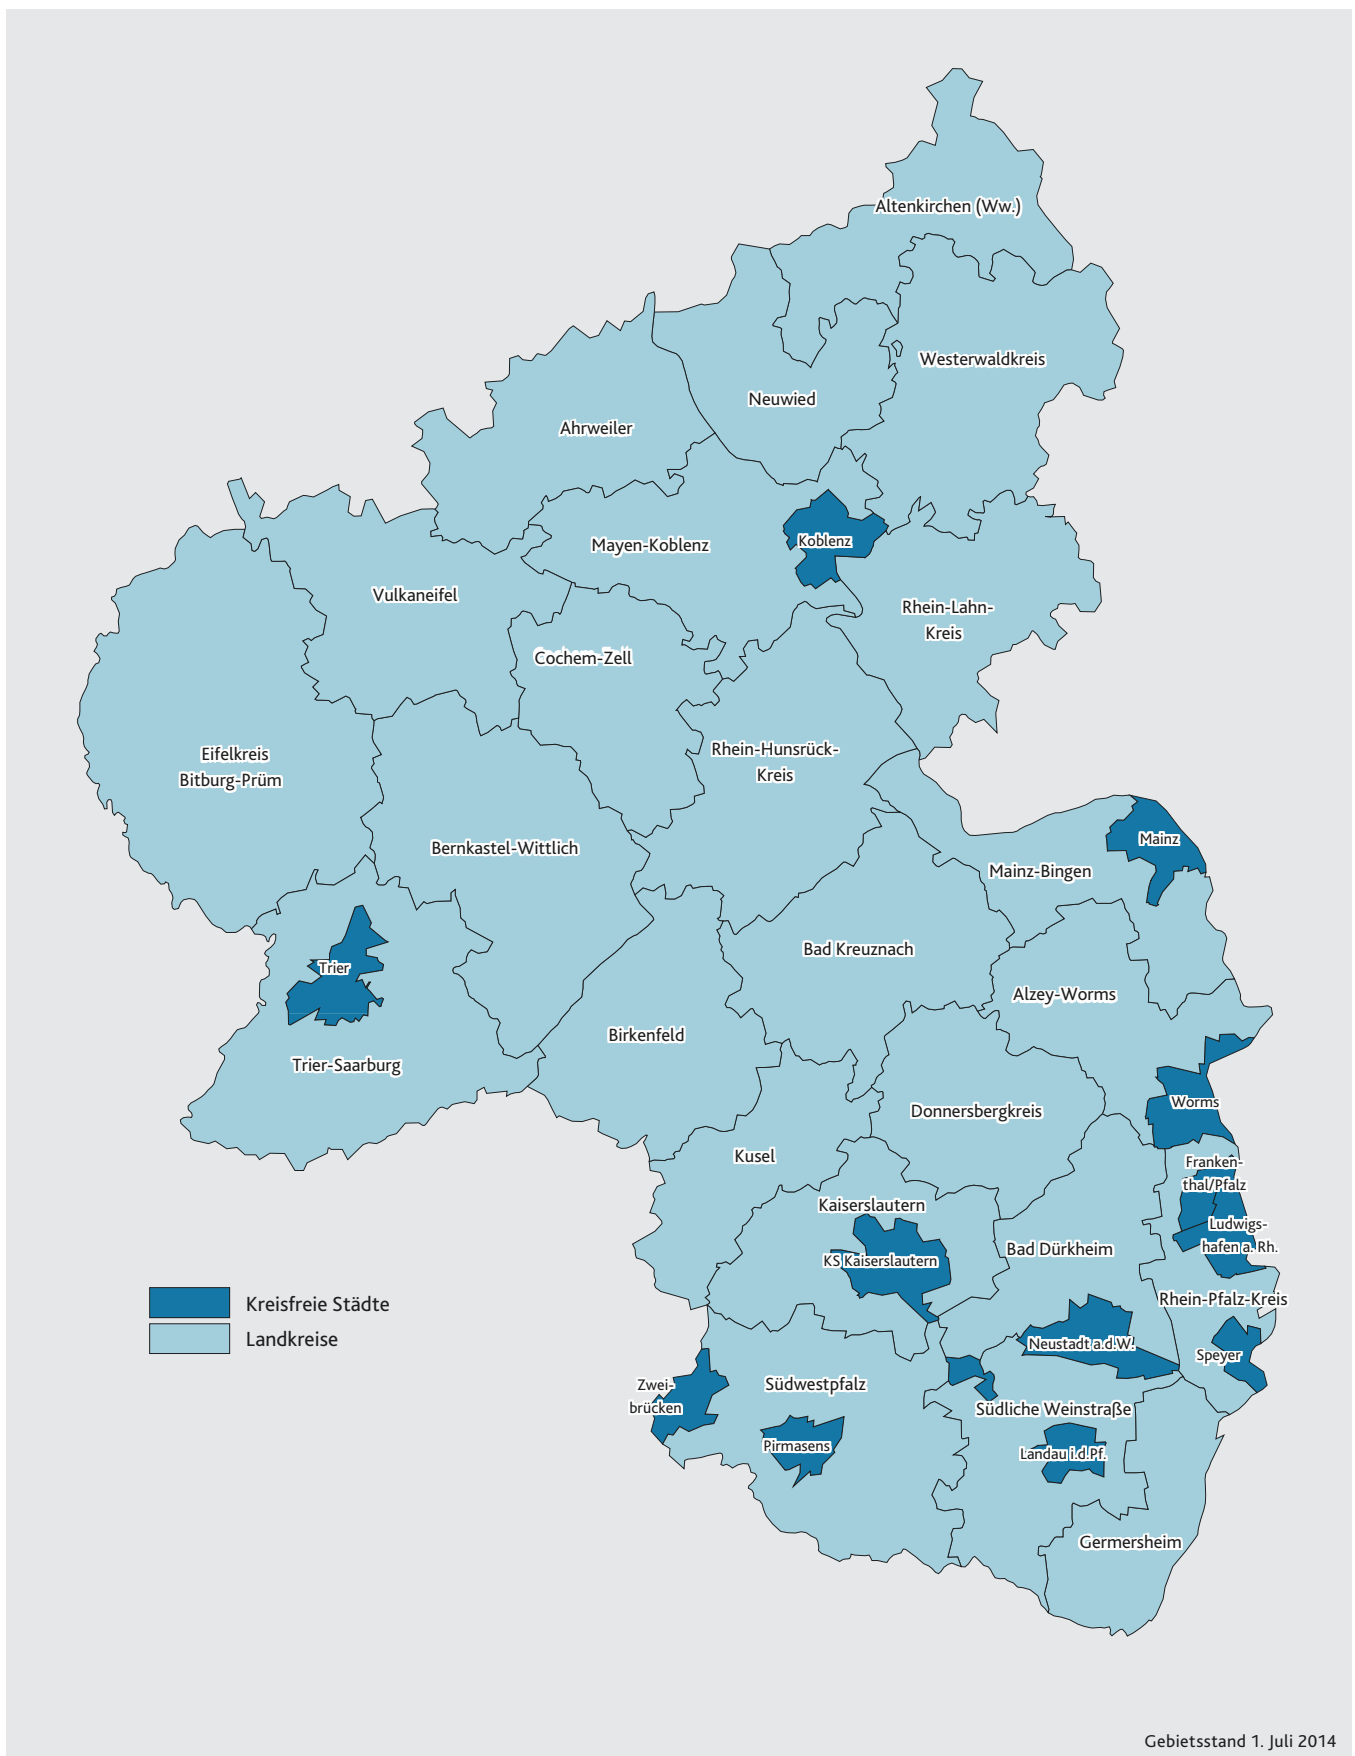 Altenkirchen (Ww.)
Westerwaldkreis
Neuwied
Ahrweiler
Koblenz
Mayen-Koblenz
Vulkaneifel
Rhein-Lahn-
Kreis
Cochem-Zell
Rhein-Hunsrück-
Kreis
Eifelkreis
Bitburg-Prüm
Mainz
Bernkastel-Wittlich
Mainz-Bingen
Bad Kreuznach
Trier
Alzey-Worms
Birkenfeld
Trier-Saarburg
Worms
Donnersbergkreis
Kusel
Franken-
thal/Pfalz
Kaiserslautern
Ludwigs-
hafen a. Rh.
Bad Dürkheim
KS Kaiserslautern
Rhein-Pfalz-Kreis
Kreisfreie Städte
Landkreise
Neustadt a.d.W.
Speyer
Zwei-
brücken
Südwestpfalz
Südliche Weinstraße
Pirmasens
Landau i.d.Pf.
Germersheim
Gebietsstand 1. Juli 2014